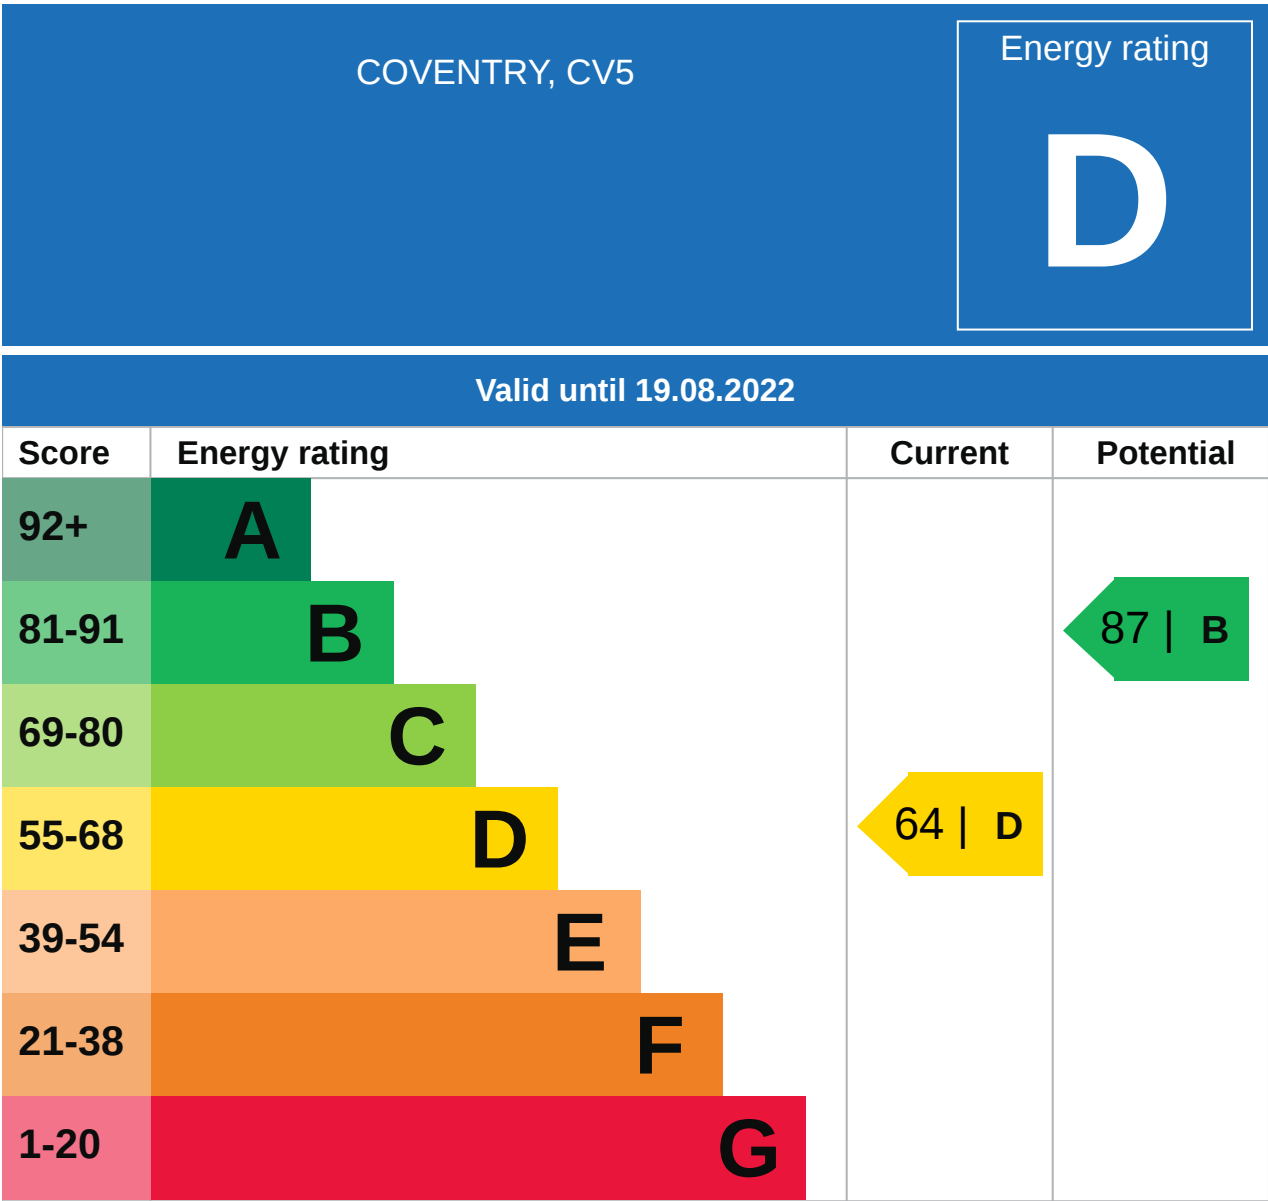 COVENTRY, CV5
Energy rating
D
Valid until 19.08.2022
Score Energy rating Current Potential
92+ A
81-91 B 87 | B
69-80 C
55-68 D 64 | D
39-54 E
21-38 F
1-20 G